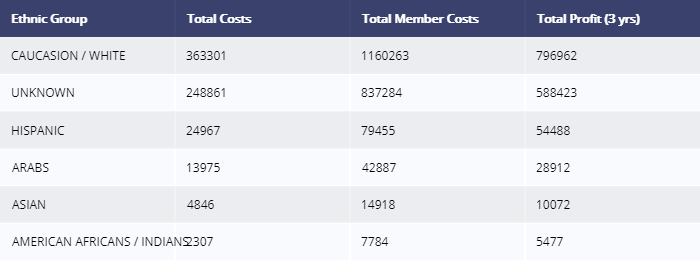 Ethnic Group Total Costs Total Member Costs Total Profit (3 yrs)
CAUCASION / WHITE 363301 1160263 796962
UNKNOWN 248861 837284 588423
HISPANIC 24967 79455 54488
ARABS 13975 42887 28912
ASIAN 4846 14918 10072
AMERICAN AFRICANS / INDIANS 2307 7784 5477